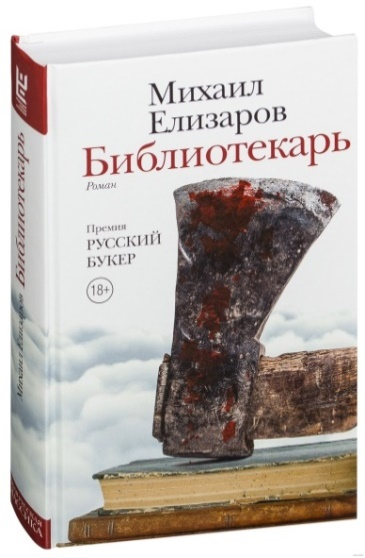 Михаил
Елизаров
Библиотекарь
Роман
Премия
РУССКИЙ
БУКЕР
18+
Михаил Елизаров
Библиотекарь